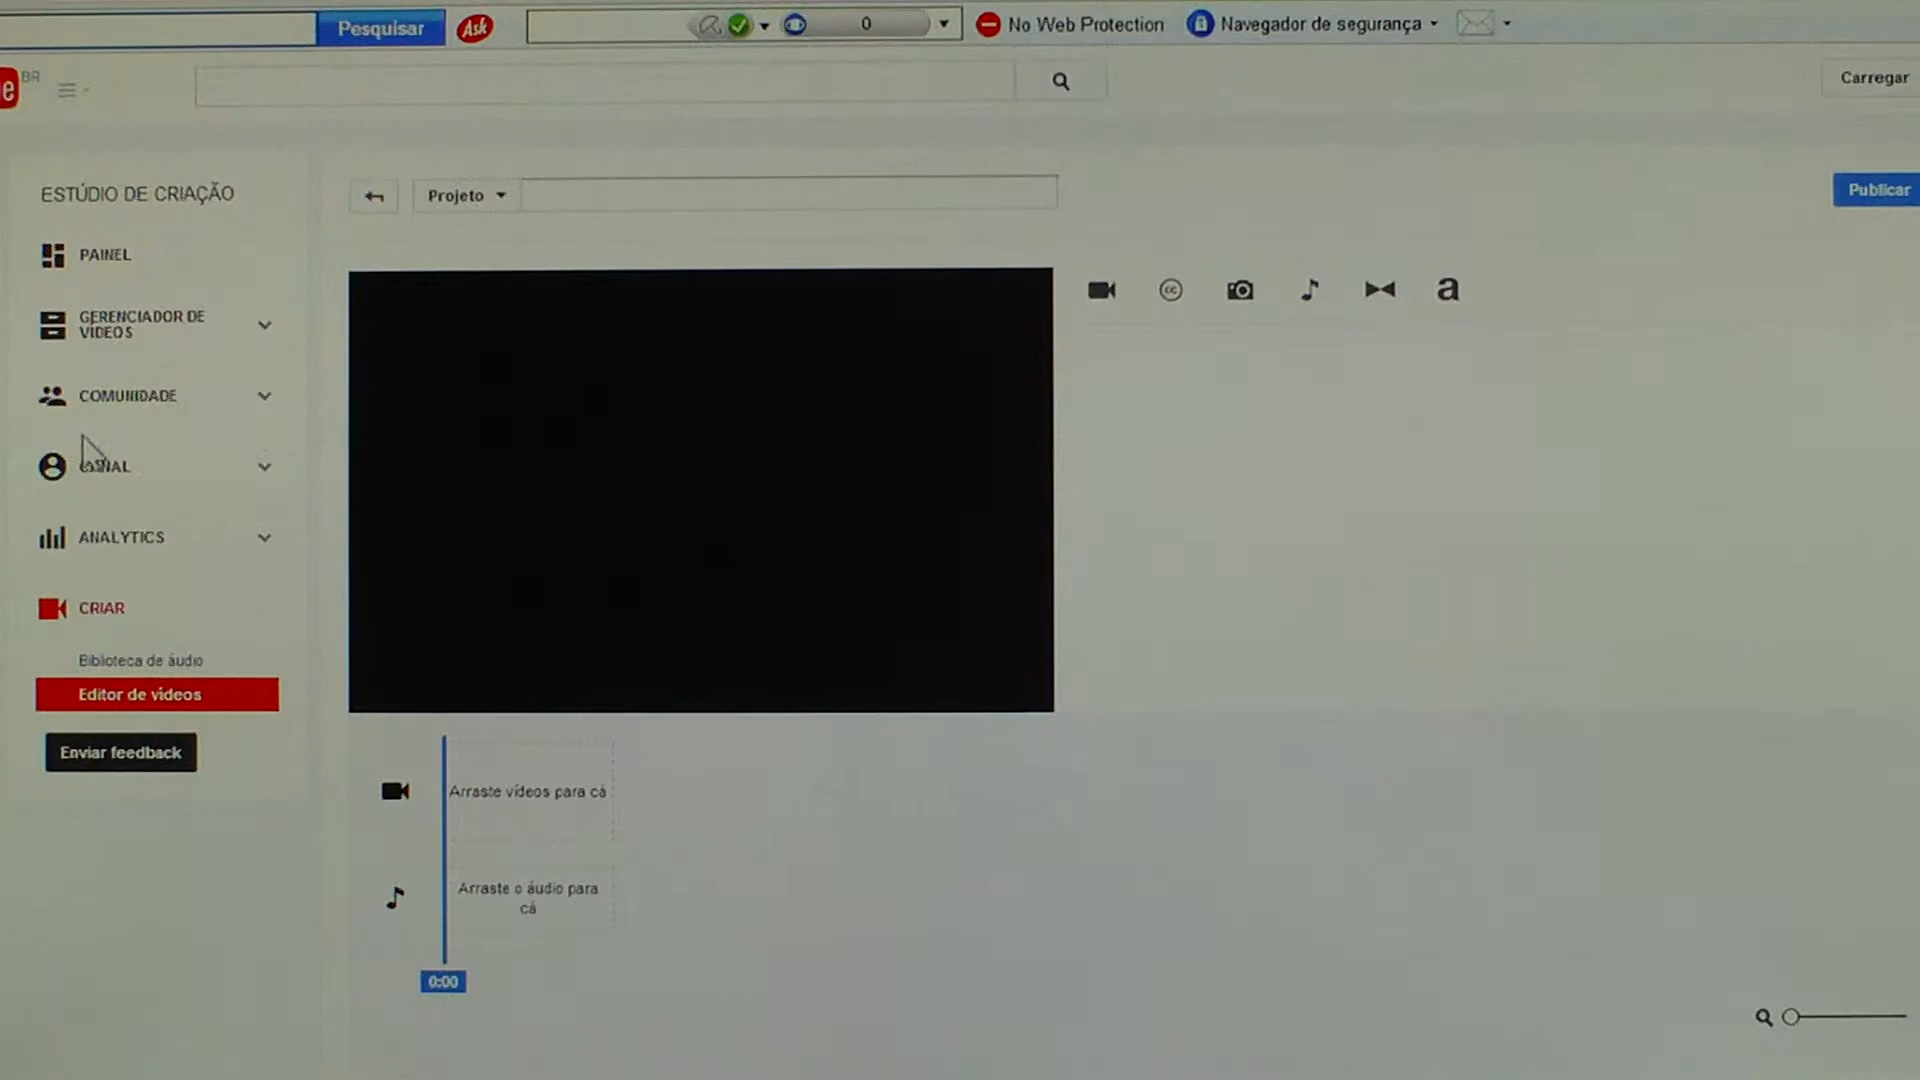 Pesquisar
Ask
0
No Web Protection
Navegador de segurança
e
BR
Carregar
ESTÚDIO DE CRIAÇÃO
Projeto
Publicar
PAINEL
GERENCIADOR DE
VÍDEOS
cc
a
COMUNIDADE
CANAL
ANALYTICS
CRIAR
Biblioteca de áudio
Editor de vídeos
Enviar feedback
Arraste vídeos para cá
Arraste o áudio para
cá
0:00